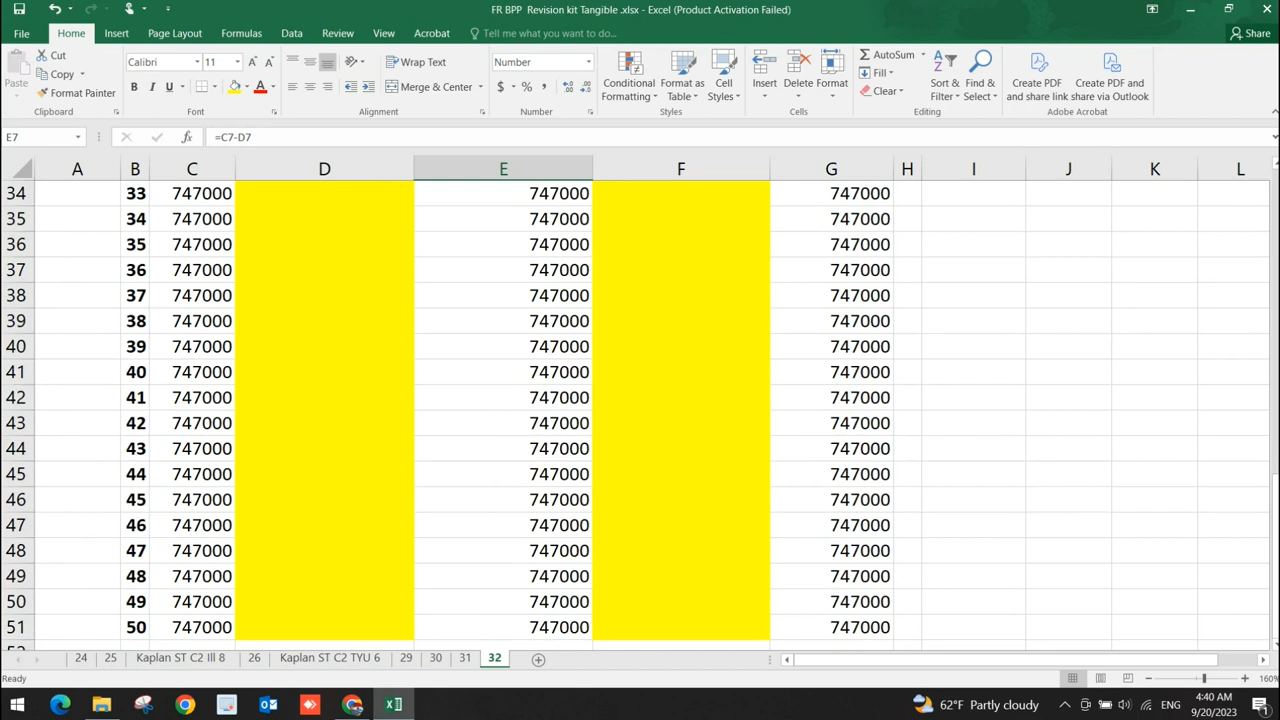 FR BPP  Revision kit Tangible .xlsx - Excel (Product Activation Failed)
File Home Insert Page Layout Formulas Data Review View Acrobat Tell me what you want to do... Share
Paste Cut Copy Format Painter Clipboard
Calibri 11 B I U A Font
Wrap Text Merge & Center Alignment
Number $ % , Number
Conditional Formatting Format as Table Cell Styles Styles
Insert Delete Format Cells
AutoSum Fill Clear Sort & Filter Find & Select Editing
Create PDF and share link Create PDF and share via Outlook Adobe Acrobat
E7 fx =C7-D7
A B C D E F G H I J K L
34 33 747000 747000 747000
35 34 747000 747000 747000
36 35 747000 747000 747000
37 36 747000 747000 747000
38 37 747000 747000 747000
39 38 747000 747000 747000
40 39 747000 747000 747000
41 40 747000 747000 747000
42 41 747000 747000 747000
43 42 747000 747000 747000
44 43 747000 747000 747000
45 44 747000 747000 747000
46 45 747000 747000 747000
47 46 747000 747000 747000
48 47 747000 747000 747000
49 48 747000 747000 747000
50 49 747000 747000 747000
51 50 747000 747000 747000
24 25 Kaplan ST C2 Ill 8 26 Kaplan ST C2 TYU 6 29 30 31 32
Ready 160%
62°F Partly cloudy ENG 4:40 AM
9/20/2023